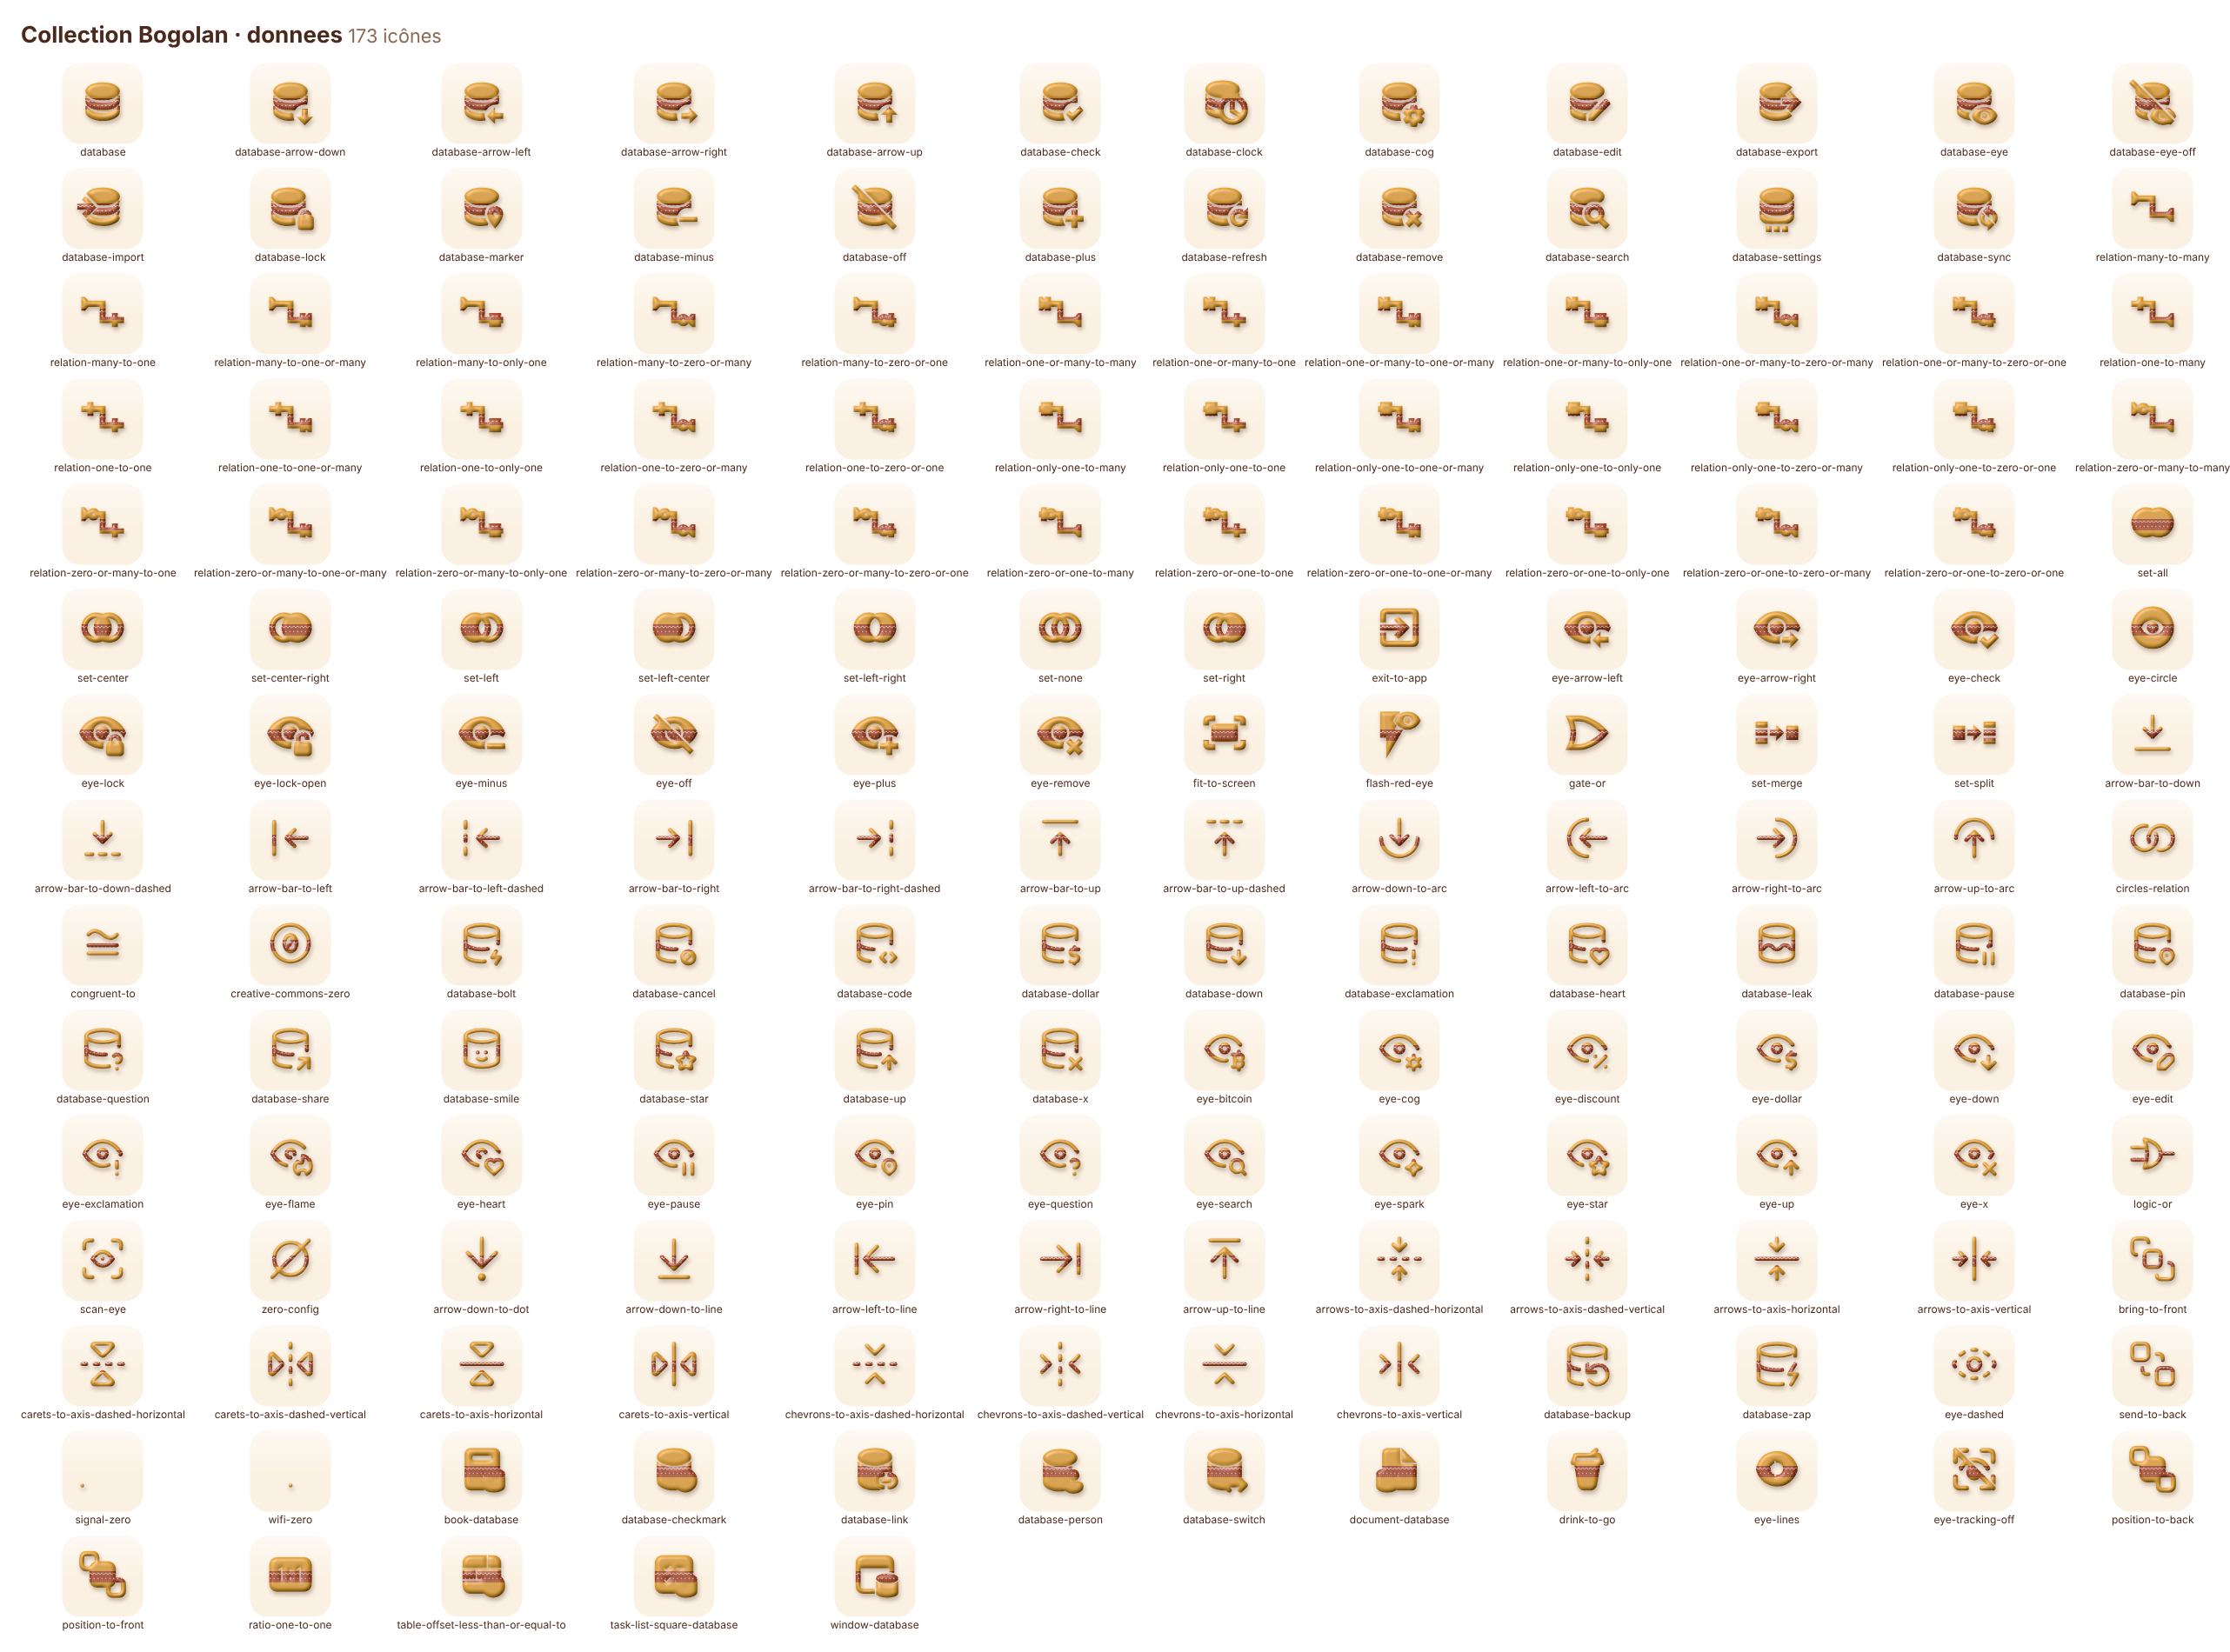 Collection Bogolan · donnees 173 icônes
database database-arrow-down database-arrow-left database-arrow-right database-arrow-up database-check database-clock database-cog database-edit database-export database-eye database-eye-off
database-import database-lock database-marker database-minus database-off database-plus database-refresh database-remove database-search database-settings database-sync relation-many-to-many
relation-many-to-one relation-many-to-one-or-many relation-many-to-only-one relation-many-to-zero-or-many relation-many-to-zero-or-one relation-one-or-many-to-many relation-one-or-many-to-one relation-one-or-many-to-one-or-many relation-one-or-many-to-only-one relation-one-or-many-to-zero-or-many relation-one-or-many-to-zero-or-one relation-one-to-many
relation-one-to-one relation-one-to-one-or-many relation-one-to-only-one relation-one-to-zero-or-many relation-one-to-zero-or-one relation-only-one-to-many relation-only-one-to-one relation-only-one-to-one-or-many relation-only-one-to-only-one relation-only-one-to-zero-or-many relation-only-one-to-zero-or-one relation-zero-or-many-to-many
relation-zero-or-many-to-one relation-zero-or-many-to-one-or-many relation-zero-or-many-to-only-one relation-zero-or-many-to-zero-or-many relation-zero-or-many-to-zero-or-one relation-zero-or-one-to-many relation-zero-or-one-to-one relation-zero-or-one-to-one-or-many relation-zero-or-one-to-only-one relation-zero-or-one-to-zero-or-many relation-zero-or-one-to-zero-or-one set-all
set-center set-center-right set-left set-left-center set-left-right set-none set-right exit-to-app eye-arrow-left eye-arrow-right eye-check eye-circle
eye-lock eye-lock-open eye-minus eye-off eye-plus eye-remove fit-to-screen flash-red-eye gate-or set-merge set-split arrow-bar-to-down
arrow-bar-to-down-dashed arrow-bar-to-left arrow-bar-to-left-dashed arrow-bar-to-right arrow-bar-to-right-dashed arrow-bar-to-up arrow-bar-to-up-dashed arrow-down-to-arc arrow-left-to-arc arrow-right-to-arc arrow-up-to-arc circles-relation
congruent-to creative-commons-zero database-bolt database-cancel database-code database-dollar database-down database-exclamation database-heart database-leak database-pause database-pin
database-question database-share database-smile database-star database-up database-x eye-bitcoin eye-cog eye-discount eye-dollar eye-down eye-edit
eye-exclamation eye-flame eye-heart eye-pause eye-pin eye-question eye-search eye-spark eye-star eye-up eye-x logic-or
scan-eye zero-config arrow-down-to-dot arrow-down-to-line arrow-left-to-line arrow-right-to-line arrow-up-to-line arrows-to-axis-dashed-horizontal arrows-to-axis-dashed-vertical arrows-to-axis-horizontal arrows-to-axis-vertical bring-to-front
carets-to-axis-dashed-horizontal carets-to-axis-dashed-vertical carets-to-axis-horizontal carets-to-axis-vertical chevrons-to-axis-dashed-horizontal chevrons-to-axis-dashed-vertical chevrons-to-axis-horizontal chevrons-to-axis-vertical database-backup database-zap eye-dashed send-to-back
signal-zero wifi-zero book-database database-checkmark database-link database-person database-switch document-database drink-to-go eye-lines eye-tracking-off position-to-back
position-to-front ratio-one-to-one table-offset-less-than-or-equal-to task-list-square-database window-database